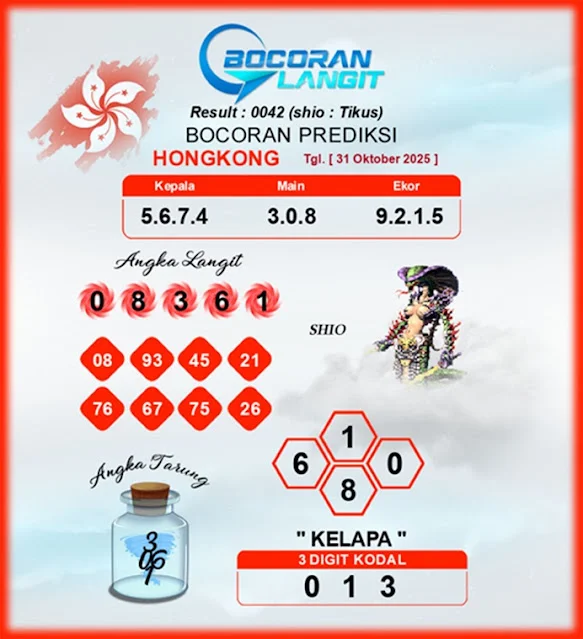 BOCORAN
LANGIT
Result : 0042 (shio : Tikus)
BOCORAN PREDIKSI
HONGKONG Tgl. [ 31 Oktober 2025 ]
Kepala Main Ekor
5.6.7.4 3.0.8 9.2.1.5
Angka Langit
0 8 3 6 1
SHIO
08 93 45 21
76 67 75 26
1
6 0
8
Angka Tarung
3
06
" KELAPA "
3 DIGIT KODAL
0 1 3